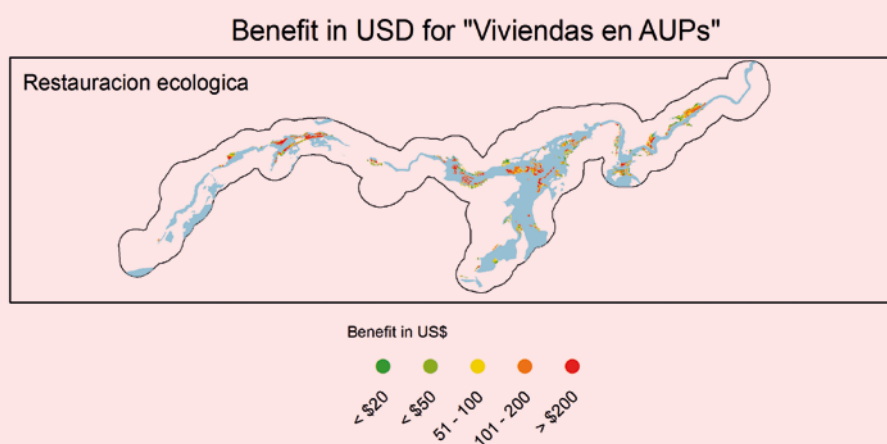 Benefit in USD for "Viviendas en AUPs"
Restauracion ecologica
Benefit in US$
< $20
< $50
51 - 100
101 - 200
> $200